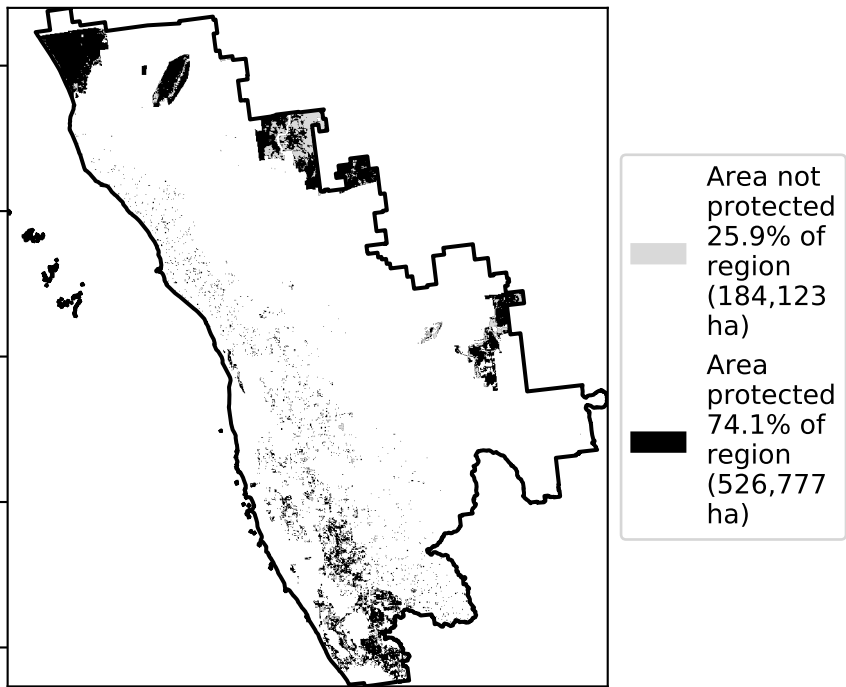 Area not
protected
25.9% of
region
(184,123
ha)
Area
protected
74.1% of
region
(526,777
ha)